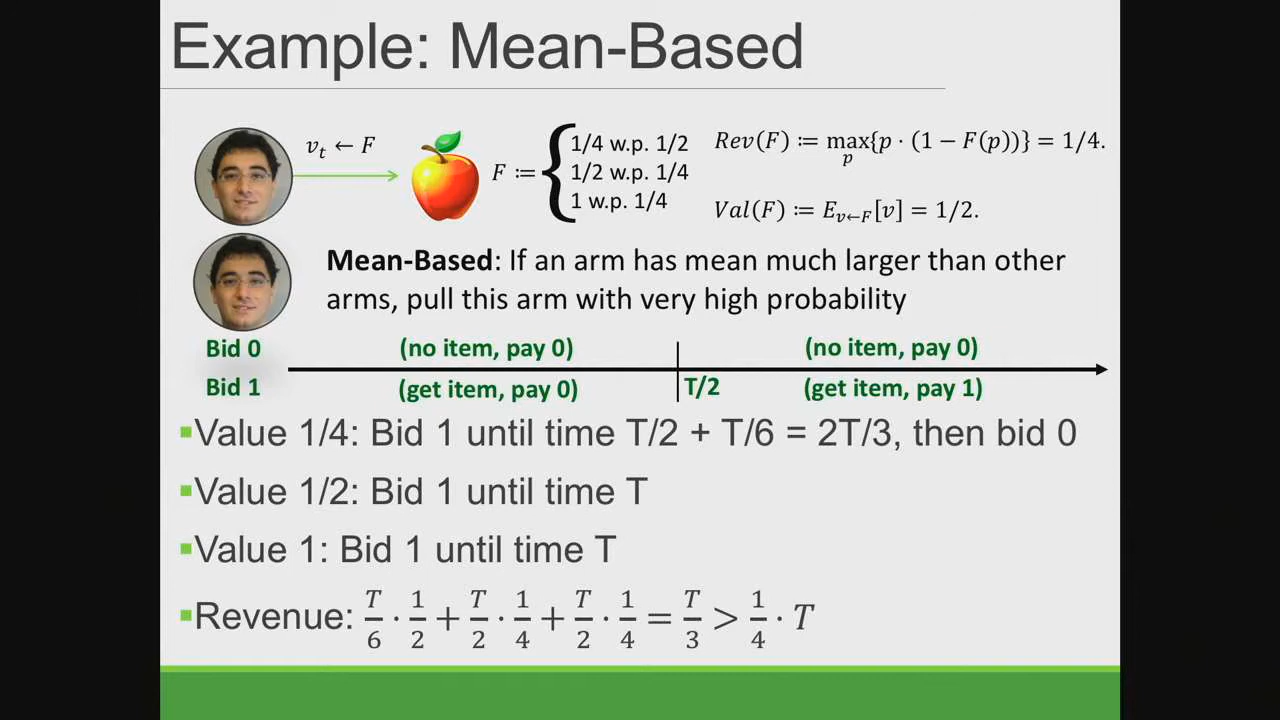 Example: Mean-Based
v_t ← F
F ≔ { 1/4 w.p. 1/2
1/2 w.p. 1/4
1 w.p. 1/4
Rev(F) ≔ max_p{p · (1 − F(p))} = 1/4.
Val(F) ≔ E_{v←F}[v] = 1/2.
Mean-Based: If an arm has mean much larger than other
arms, pull this arm with very high probability
Bid 0 (no item, pay 0) (no item, pay 0)
Bid 1 (get item, pay 0) T/2 (get item, pay 1)
▪Value 1/4: Bid 1 until time T/2 + T/6 = 2T/3, then bid 0
▪Value 1/2: Bid 1 until time T
▪Value 1: Bid 1 until time T
▪Revenue: T/6 · 1/2 + T/2 · 1/4 + T/2 · 1/4 = T/3 > 1/4 · T